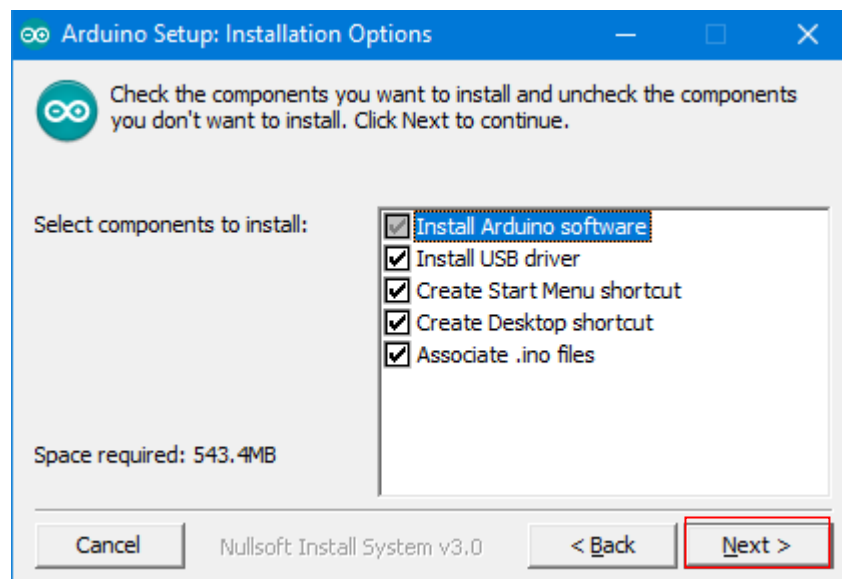 Arduino Setup: Installation Options
Check the components you want to install and uncheck the components
you don't want to install. Click Next to continue.
Select components to install:
Install Arduino software
Install USB driver
Create Start Menu shortcut
Create Desktop shortcut
Associate .ino files
Space required: 543.4MB
Cancel
Nullsoft Install System v3.0
< Back
Next >